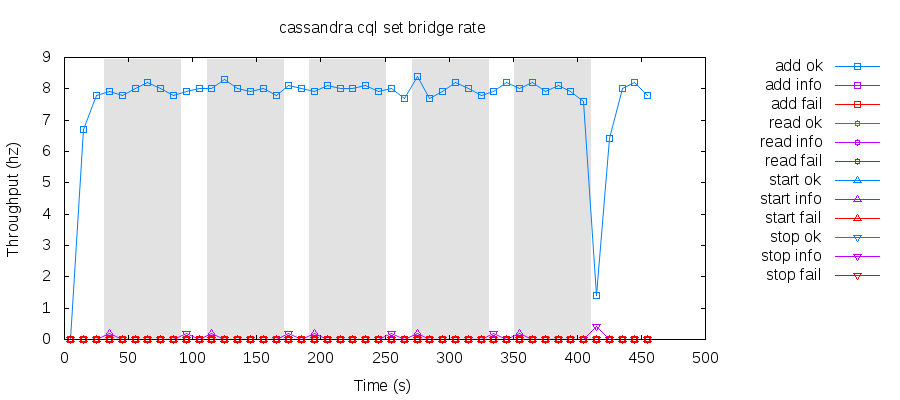 cassandra cql set bridge rate
9
8
7
6
5
4
3
2
1
0
Throughput (hz)
0 50 100 150 200 250 300 350 400 450 500
Time (s)
add ok
add info
add fail
read ok
read info
read fail
start ok
start info
start fail
stop ok
stop info
stop fail